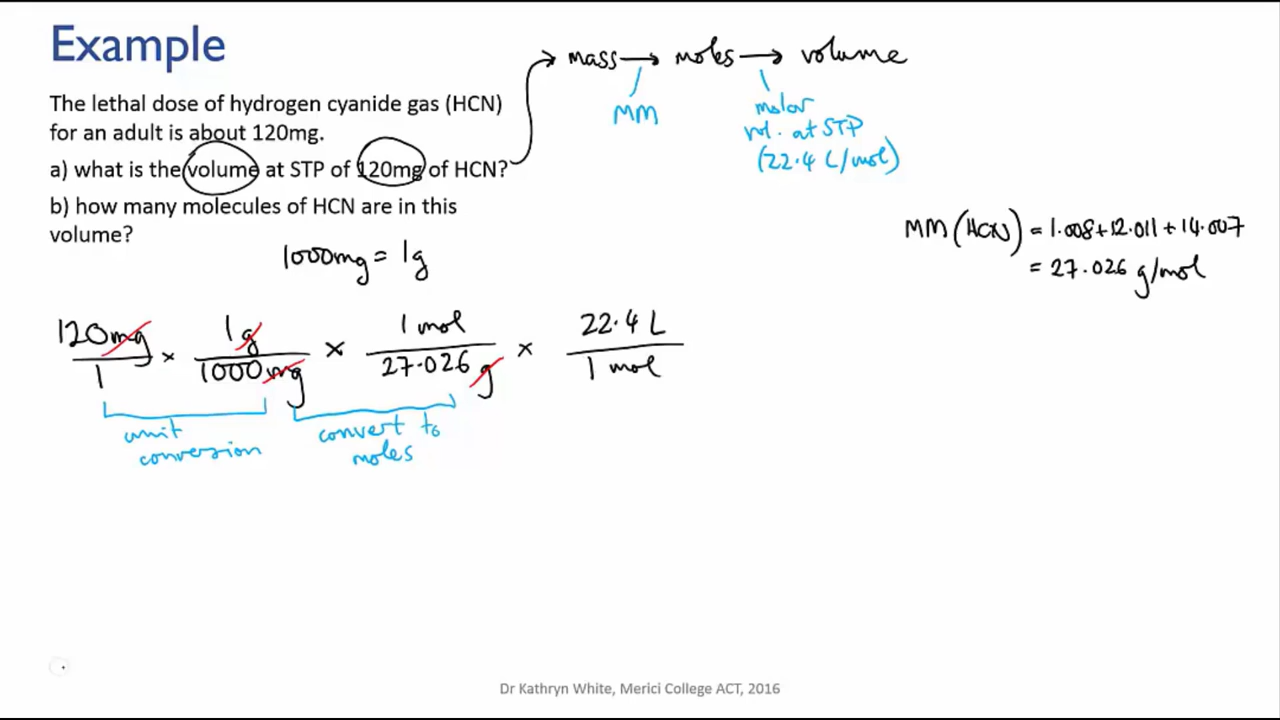 Example
The lethal dose of hydrogen cyanide gas (HCN)
for an adult is about 120mg.
a) what is the volume at STP of 120mg of HCN?
b) how many molecules of HCN are in this
volume?
mass → moles → volume
MM
molar
vol. at STP
(22.4 L/mol)
MM (HCN) = 1.008+12.011+14.007
= 27.026 g/mol
1000mg = 1g
120mg/1 × 1g/1000mg × 1 mol/27.026 g × 22.4 L/1 mol
unit
conversion
convert to
moles
Dr Kathryn White, Merici College ACT, 2016